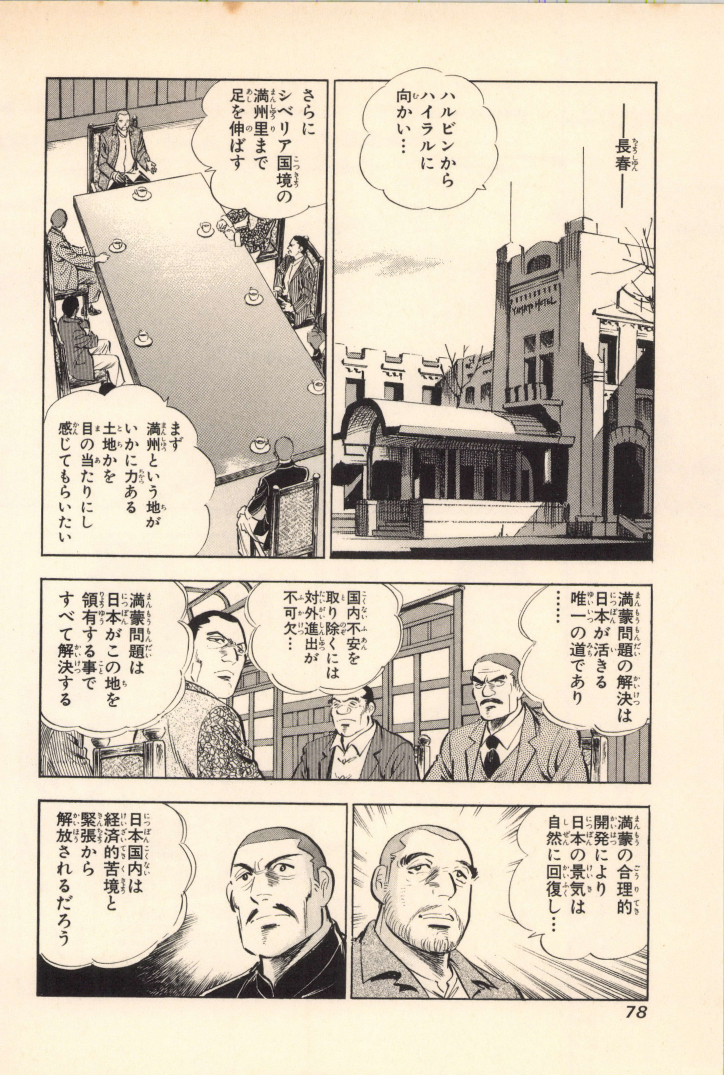 ――長春――
ハルビンから
ハイラルに
向かい…
YAMATO HOTEL
さらに
シベリア国境の
満州里まで
足を伸ばす
まず
満州という地が
いかに力ある
土地かを
目の当たりにし
感じてもらいたい
満蒙問題の解決は
日本が活きる
唯一の道であり
……
国内不安を
取り除くには
対外進出が
不可欠…
満蒙問題は
日本がこの地を
領有する事で
すべて解決する
満蒙の合理的
開発により
日本の景気は
自然に回復し…
日本国内は
経済的苦境と
緊張から
解放されるだろう
78